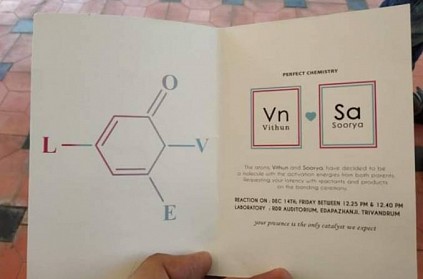 O
L
V
E
PERFECT CHEMISTRY
Vn
Vithun
Sa
Soorya
The atoms, Vithun and Soorya have decided to be
a molecule with the activation energies from both parents.
Requesting your latency with reactants and products
on the bonding ceremony.
REACTION ON : DEC 14TH, FRIDAY BETWEEN 12.25 PM & 12.40 PM
LABORATORY : RDR AUDITORIUM, EDAPAZHANJI, TRIVANDRUM
your presence is the only catalyst we expect